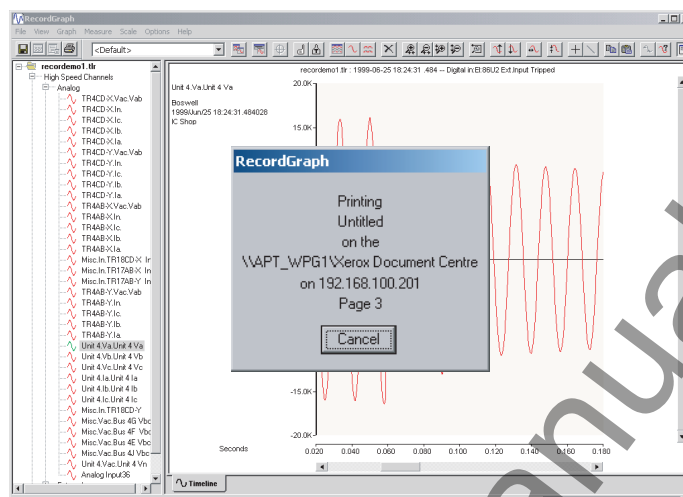 RecordGraph
File View Graph Measure Scale Options Help
<Default>
recordemo1.tlr
High Speed Channels
Analog
TR4CD-X.Vac.Vab
TR4CD-X.In.
TR4CD-X.Ic.
TR4CD-X.Ib.
TR4CD-X.Ia.
TR4CD-Y.Vac.Vab
TR4CD-Y.In.
TR4CD-Y.Ic.
TR4CD-Y.Ib.
TR4CD-Y.Ia.
TR4AB-X.Vac.Vab
TR4AB-X.In.
TR4AB-X.Ic.
TR4AB-X.Ib.
TR4AB-X.Ia.
Misc.In.TR18CD-X In
Misc.In.TR17AB-X In
Misc.In.TR17AB-Y In
TR4AB-Y.Vac.Vab
TR4AB-Y.In.
TR4AB-Y.Ic.
TR4AB-Y.Ib.
TR4AB-Y.Ia.
Unit 4.Va.Unit 4 Va
Unit 4.Vb.Unit 4 Vb
Unit 4.Vc.Unit 4 Vc
Unit 4.Ia.Unit 4 Ia
Unit 4.Ib.Unit 4 Ib
Unit 4.Ic.Unit 4 Ic
Misc.In.TR18CD-Y
Misc.Vac.Bus 4G Vbc
Misc.Vac.Bus 4F Vbc
Misc.Vac.Bus 4E Vbc
Misc.Vac.Bus 4J Vbc
Unit 4.Vac.Unit 4 Vn
Analog Input36
recordemo1.tlr : 1999-06-25 18:24:31 .484 -- Digital in:El:86U2 Ext.Input Tripped
Unit 4.Va.Unit 4 Va
Boswell
1999/Jun/25 18:24:31.484028
IC Shop
20.0K
15.0K
-15.0K
-20.0K
Seconds
0.020 0.040 0.060 0.080 0.100 0.120 0.140 0.160 0.180
Timeline
RecordGraph
Printing
Untitled
on the
\\APT_WPG1\Xerox Document Centre
on 192.168.100.201
Page 3
Cancel